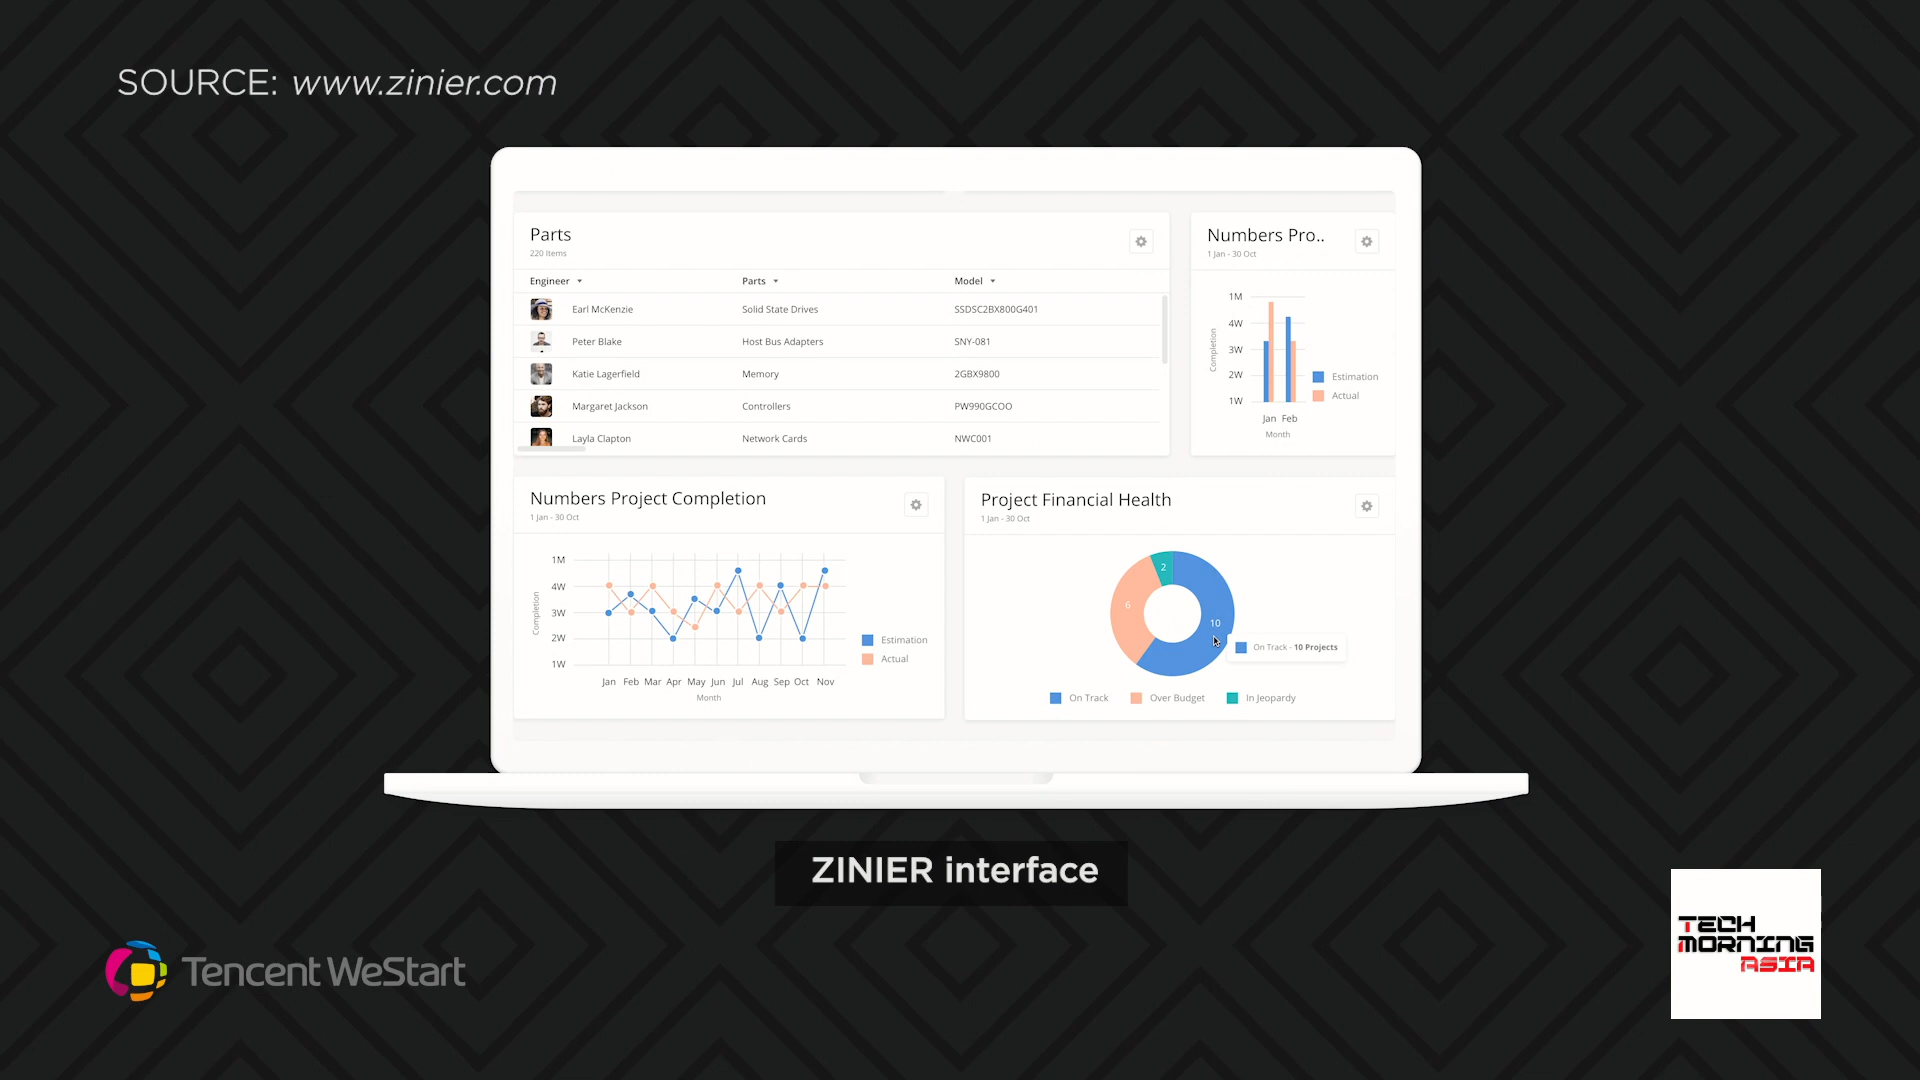 SOURCE: www.zinier.com
Parts
220 Items
Engineer Parts Model
Earl McKenzie Solid State Drives SSDSC2BX800G401
Peter Blake Host Bus Adapters SNY-081
Katie Lagerfield Memory 2GBX9800
Margaret Jackson Controllers PW990GCOO
Layla Clapton Network Cards NWC001
Numbers Pro..
1 Jan - 30 Oct
1M
4W
3W
2W
1W
Completion
Jan Feb
Month
Estimation
Actual
Numbers Project Completion
1 Jan - 30 Oct
1M
4W
3W
2W
1W
Completion
Jan Feb Mar Apr May Jun Jul Aug Sep Oct Nov
Month
Estimation
Actual
Project Financial Health
1 Jan - 30 Oct
2
6
10
On Track - 10 Projects
On Track Over Budget In Jeopardy
ZINIER interface
Tencent WeStart
TECH
MORNING
ASIA